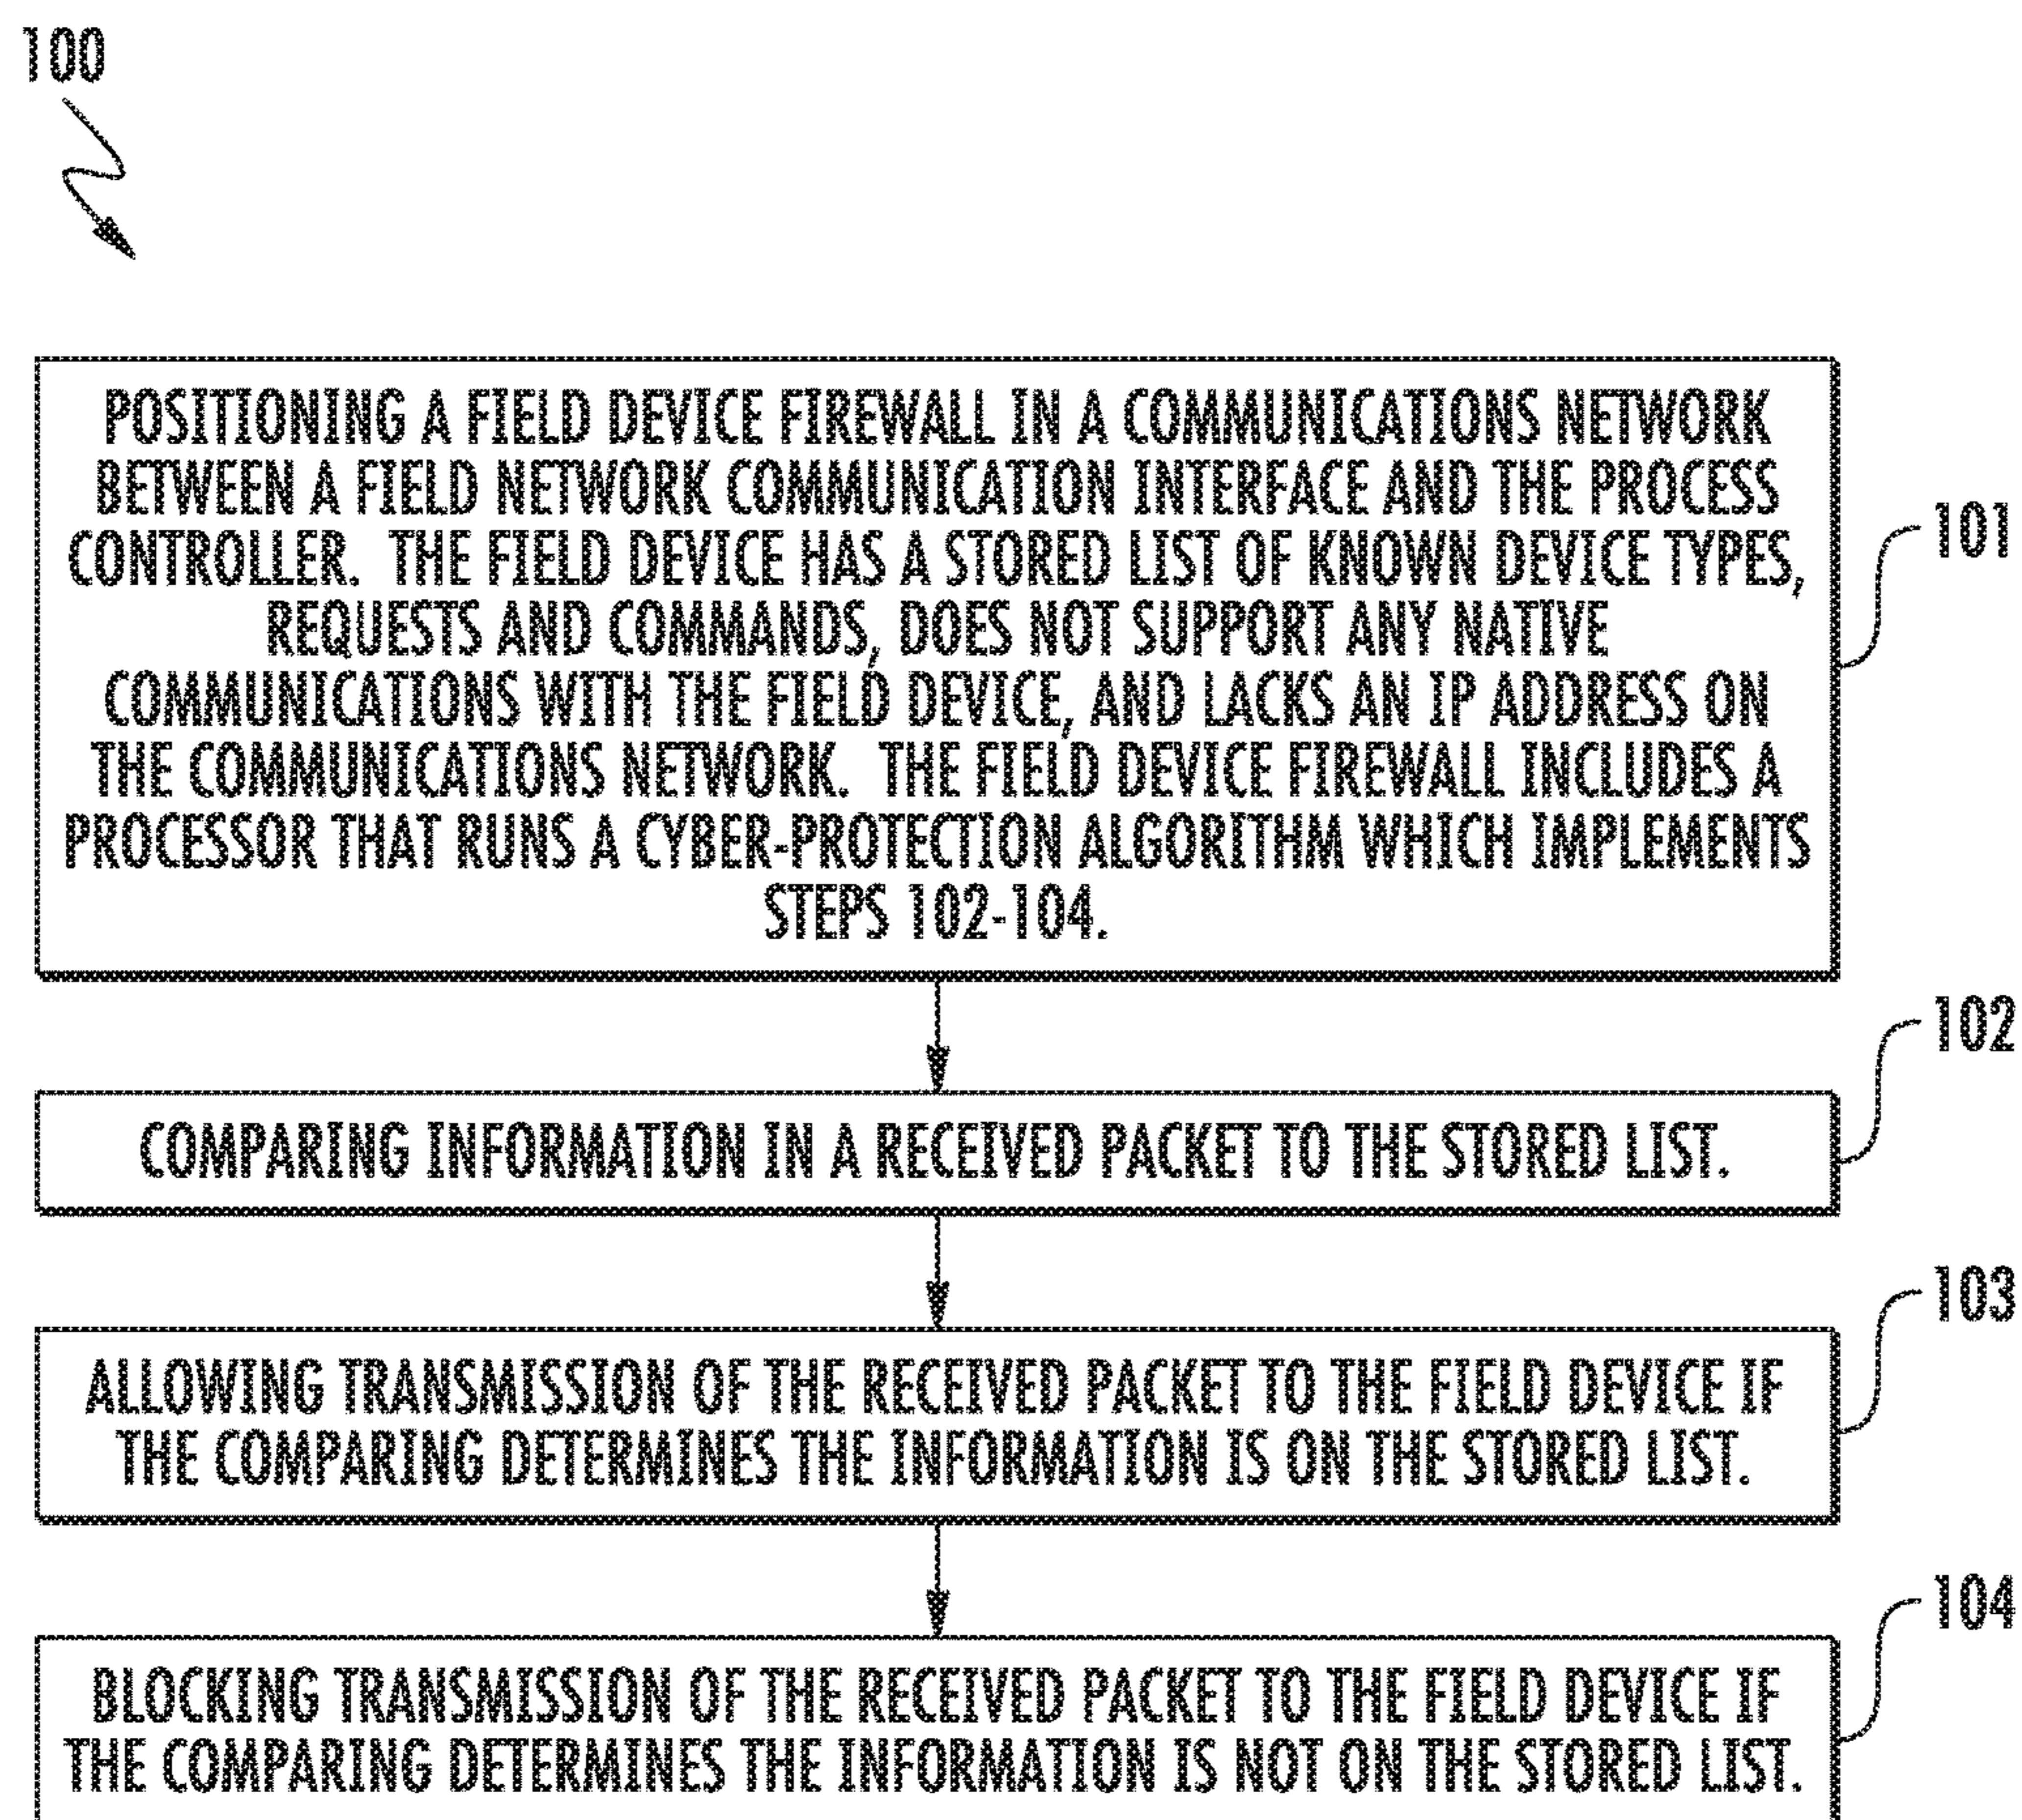 100
POSITIONING A FIELD DEVICE FIREWALL IN A COMMUNICATIONS NETWORK
BETWEEN A FIELD NETWORK COMMUNICATION INTERFACE AND THE PROCESS
CONTROLLER. THE FIELD DEVICE HAS A STORED LIST OF KNOWN DEVICE TYPES,
REQUESTS AND COMMANDS, DOES NOT SUPPORT ANY NATIVE
COMMUNICATIONS WITH THE FIELD DEVICE, AND LACKS AN IP ADDRESS ON
THE COMMUNICATIONS NETWORK. THE FIELD DEVICE FIREWALL INCLUDES A
PROCESSOR THAT RUNS A CYBER-PROTECTION ALGORITHM WHICH IMPLEMENTS
STEPS 102-104.
101
COMPARING INFORMATION IN A RECEIVED PACKET TO THE STORED LIST.
102
ALLOWING TRANSMISSION OF THE RECEIVED PACKET TO THE FIELD DEVICE IF
THE COMPARING DETERMINES THE INFORMATION IS ON THE STORED LIST.
103
BLOCKING TRANSMISSION OF THE RECEIVED PACKET TO THE FIELD DEVICE IF
THE COMPARING DETERMINES THE INFORMATION IS NOT ON THE STORED LIST.
104